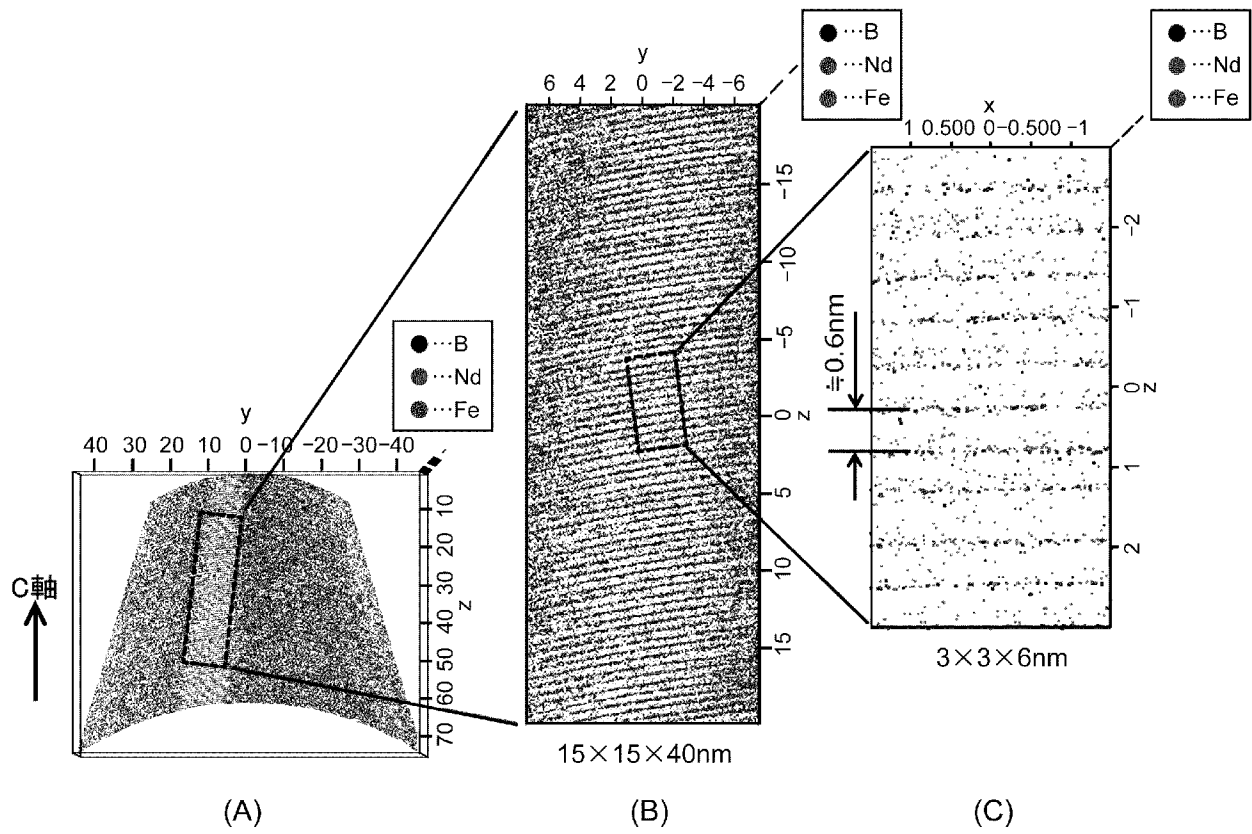 ···B
···Nd
···Fe
y
40 30 20 10 0 −10 −20 −30 −40
10
20
30
40
50
60
70
z
C軸
(A)
···B
···Nd
···Fe
y
6 4 2 0 −2 −4 −6
−15
−10
−5
0
5
10
15
z
15×15×40nm
(B)
···B
···Nd
···Fe
x
1 0.500 0 −0.500 −1
−2
−1
0
1
2
z
≒0.6nm
3×3×6nm
(C)